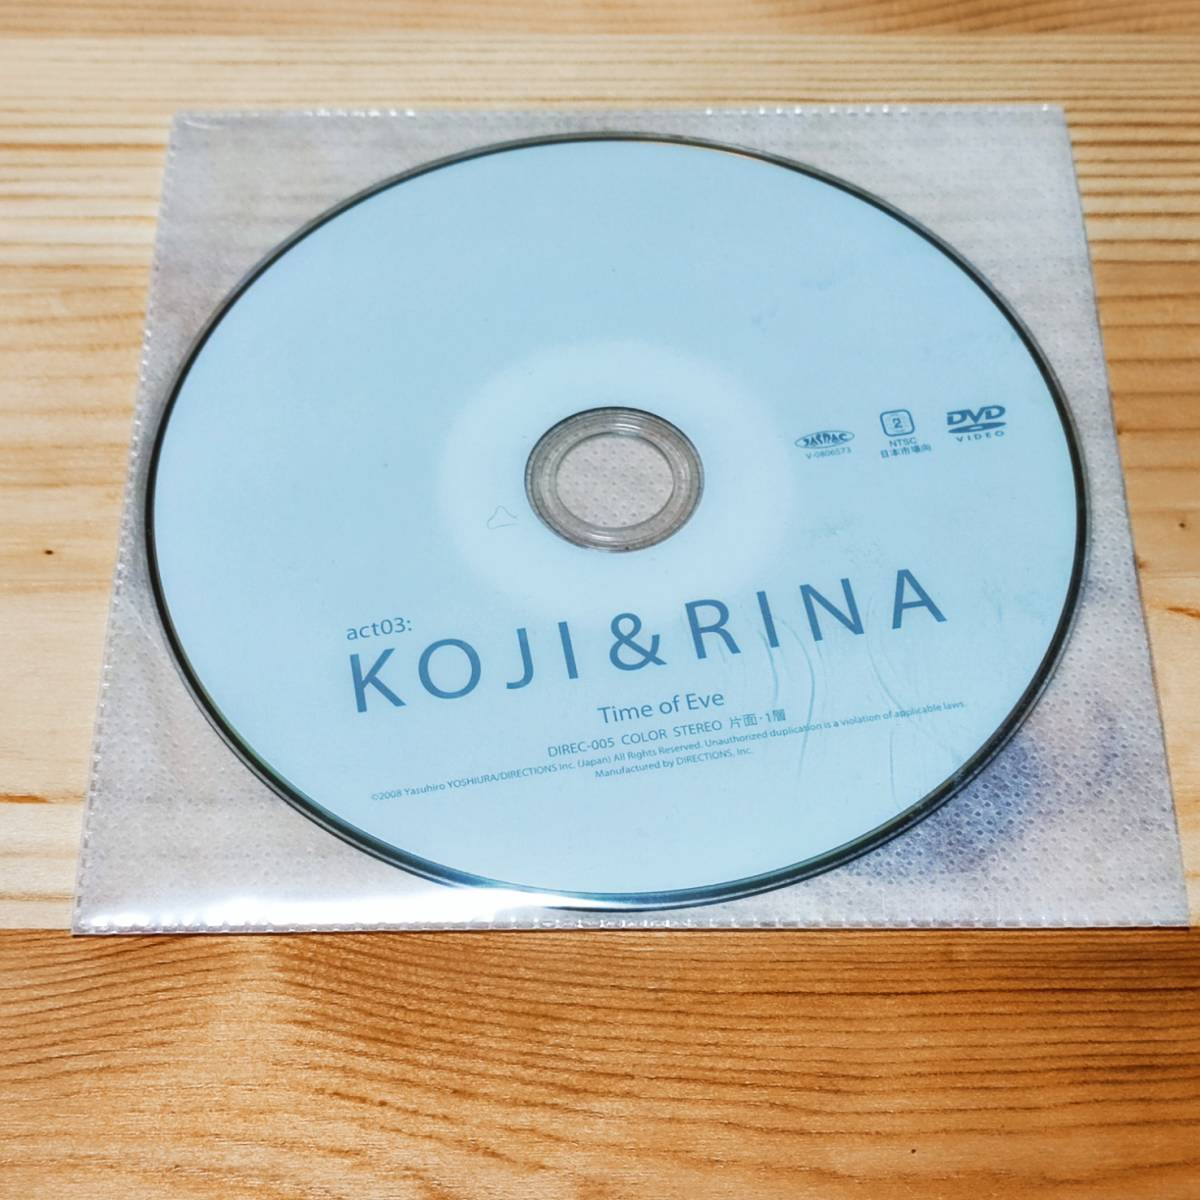 JASPAC
V-0806573
2
NTSC
日本市場向
DVD
VIDEO
act03:
KOJI & RINA
Time of Eve
DIREC-005 COLOR STEREO 片面・1層
©2008 Yasuhiro YOSHIURA/DIRECTIONS Inc. (Japan) All Rights Reserved. Unauthorized duplication is a violation of applicable laws.
Manufactured by DIRECTIONS, Inc.